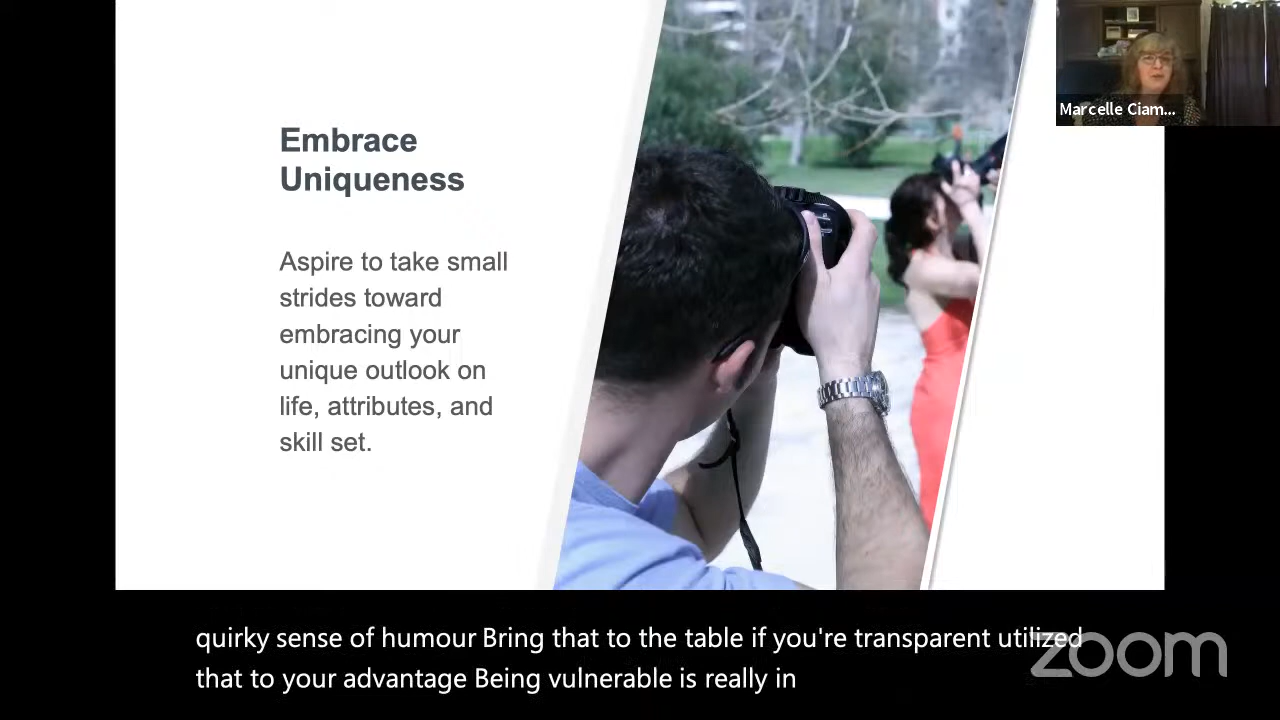 Embrace
Uniqueness
Aspire to take small
strides toward
embracing your
unique outlook on
life, attributes, and
skill set.
Marcelle Ciam...
quirky sense of humour Bring that to the table if you're transparent utilized
that to your advantage Being vulnerable is really in
zoom